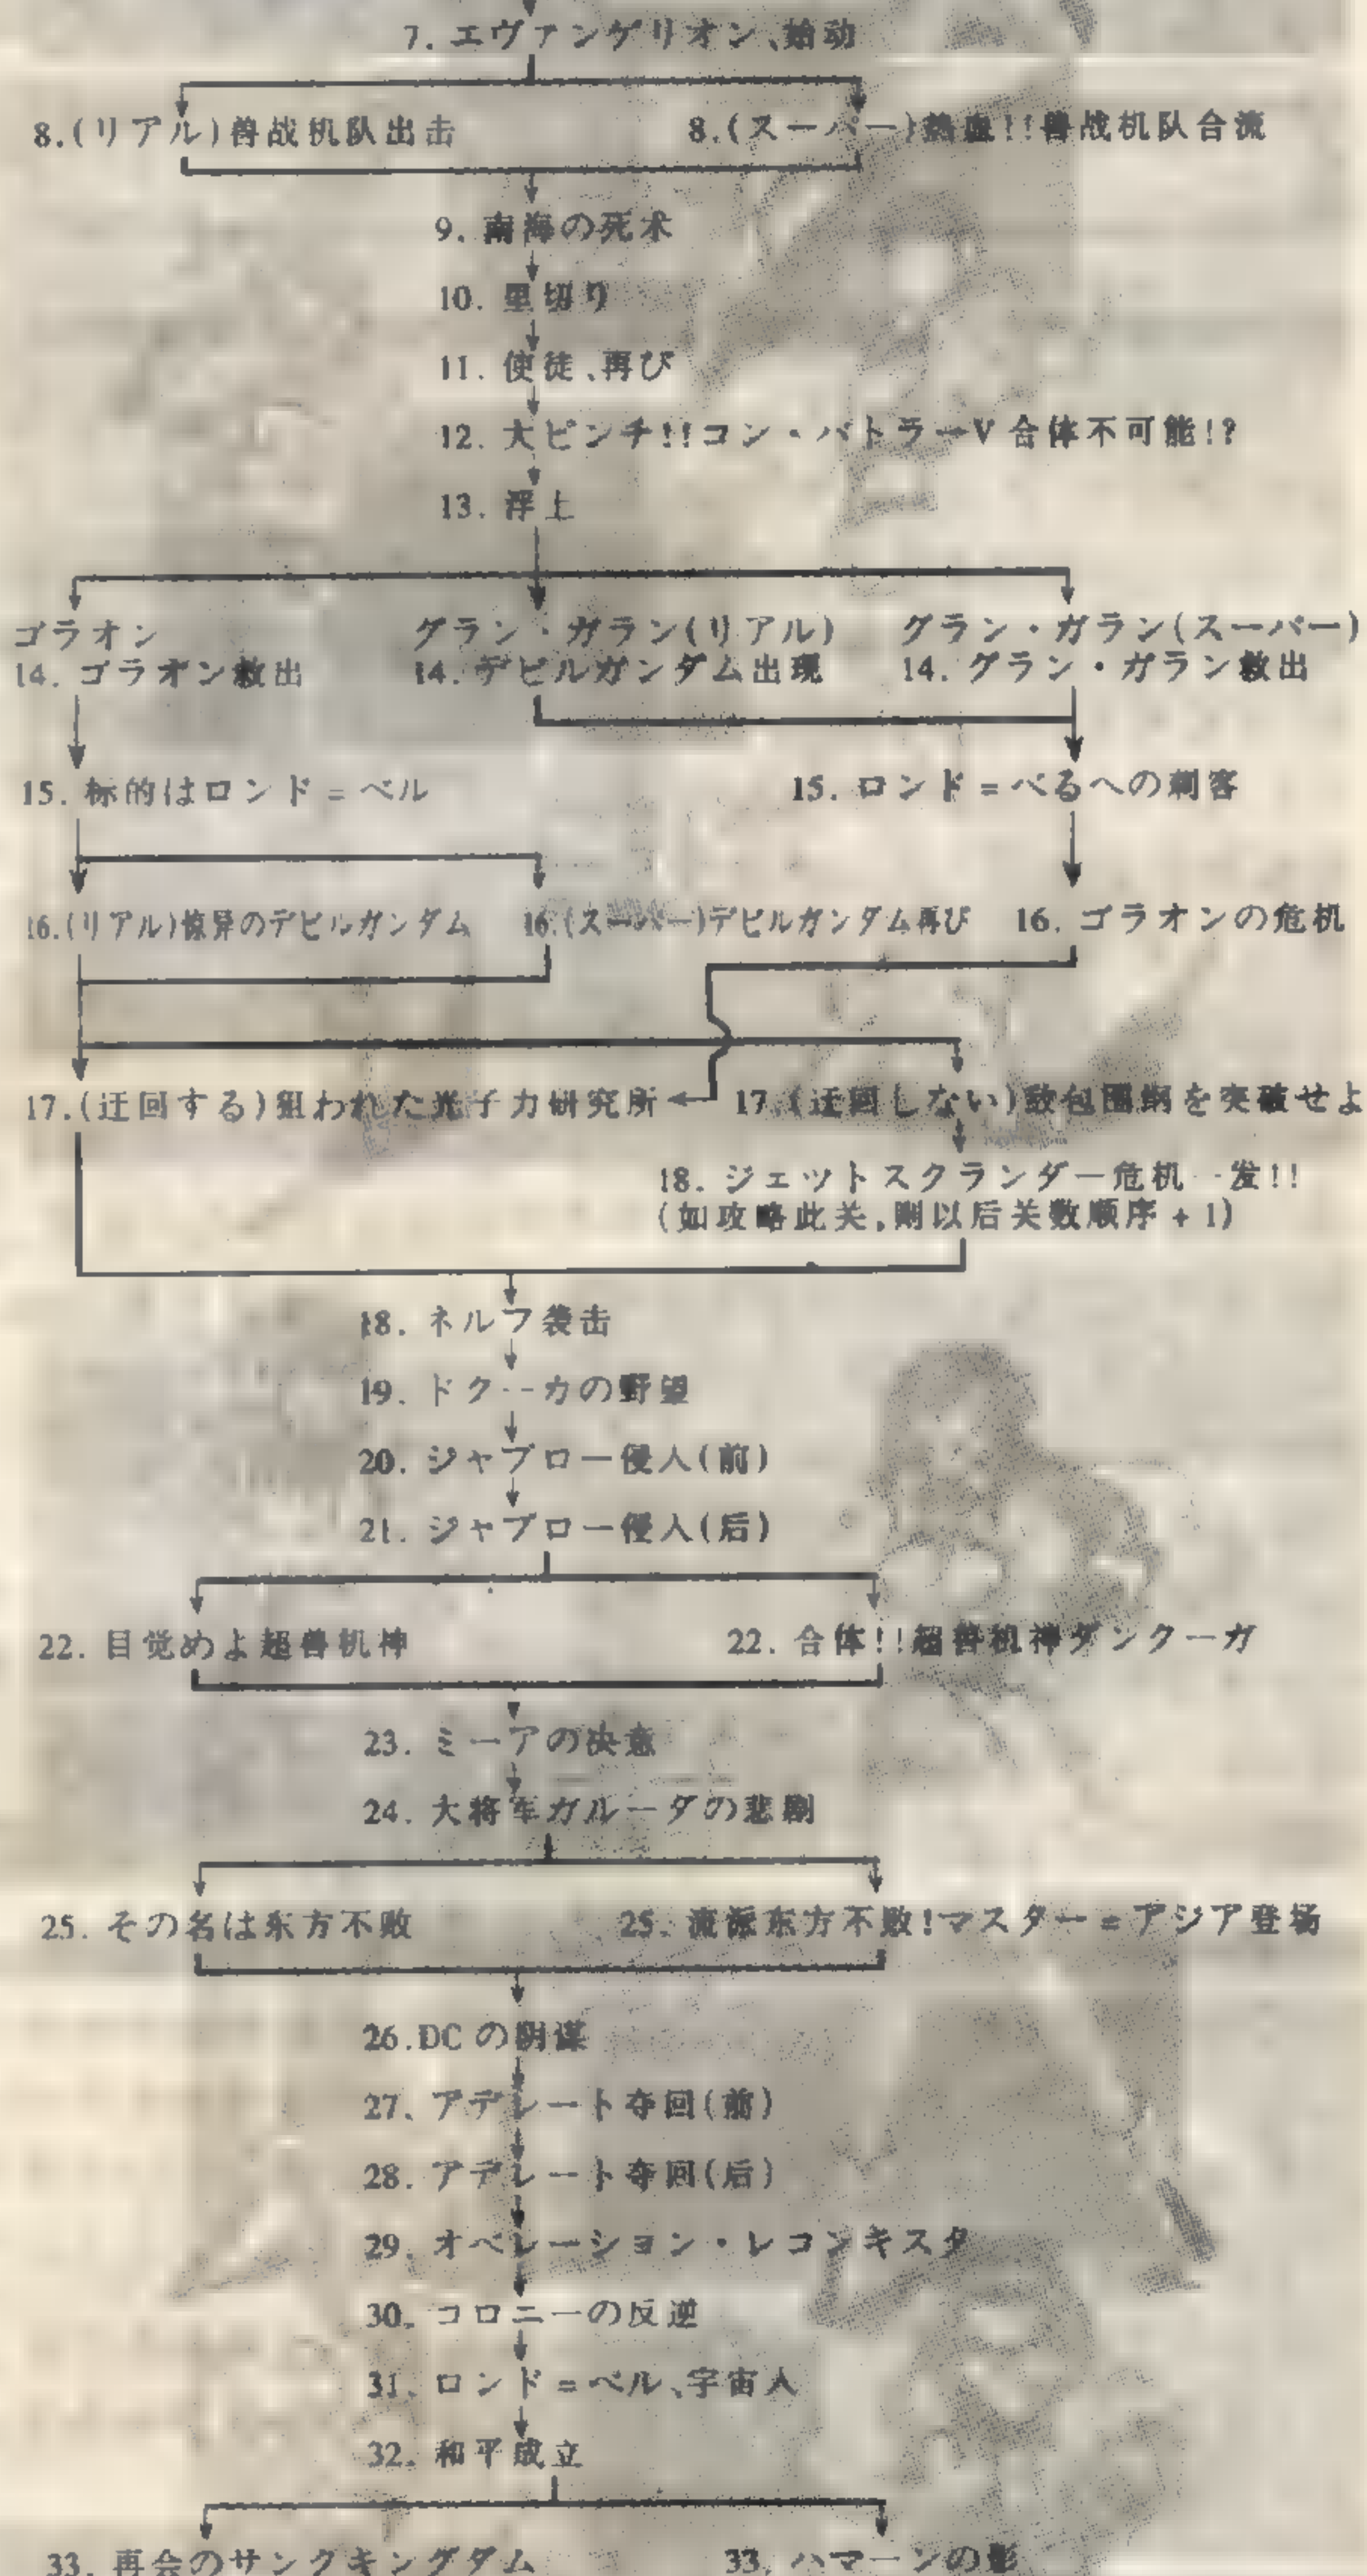 7. エヴァンゲリオン、始动
8.(リアル)兽战机队出击
8.(スーパー)热血!!兽战机队合流
9. 南海の死术
10. 里切り
11. 使徒、再び
12. 大ピンチ!!コン・バトラーV 合体不可能!?
13. 浮上
ゴラオン
14. ゴラオン救出
グラン・ガラン(リアル)
14. デビルガンダム出現
グラン・ガラン(スーパー)
14. グラン・ガラン救出
15. 标的はロンド=ベル
15. ロンド=べるへの刺客
16.(リアル)惊异のデビルガンダム
16.(スーパー)デビルガンダム再び
16. ゴラオンの危机
17.(迂回する)狙われた光子力研究所
17.(迂回しない)敌包围网を突破せよ
18. ジェットスクランダー危机一发!!
(如攻略此关,则以后关数顺序+1)
18. ネルフ袭击
19. ドクーカの野望
20. ジャブロー侵人(前)
21. ジャブロー侵人(后)
22. 目觉めよ超兽机神
22. 合体!!超兽机神ダンクーガ
23. ミーアの决意
24. 大将军ガルーダの悲剧
25. その名は东方不败
25. 流派东方不败!マスター=アジア登场
26.DCの阴谋
27. アデレート夺回(前)
28. アデレート夺回(后)
29. オペレーション・レコンキスタ
30. コロニーの反逆
31. ロンド=ベル、宇宙人
32. 和平成立
33. 再会のサンクキングダム
33. ハマーンの影